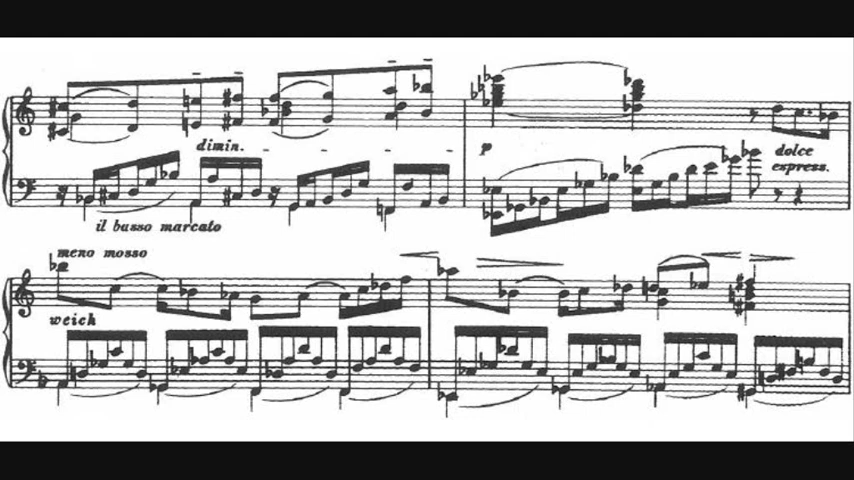 dimin.
p
dolce
espress.
il basso marcato
meno mosso
weich